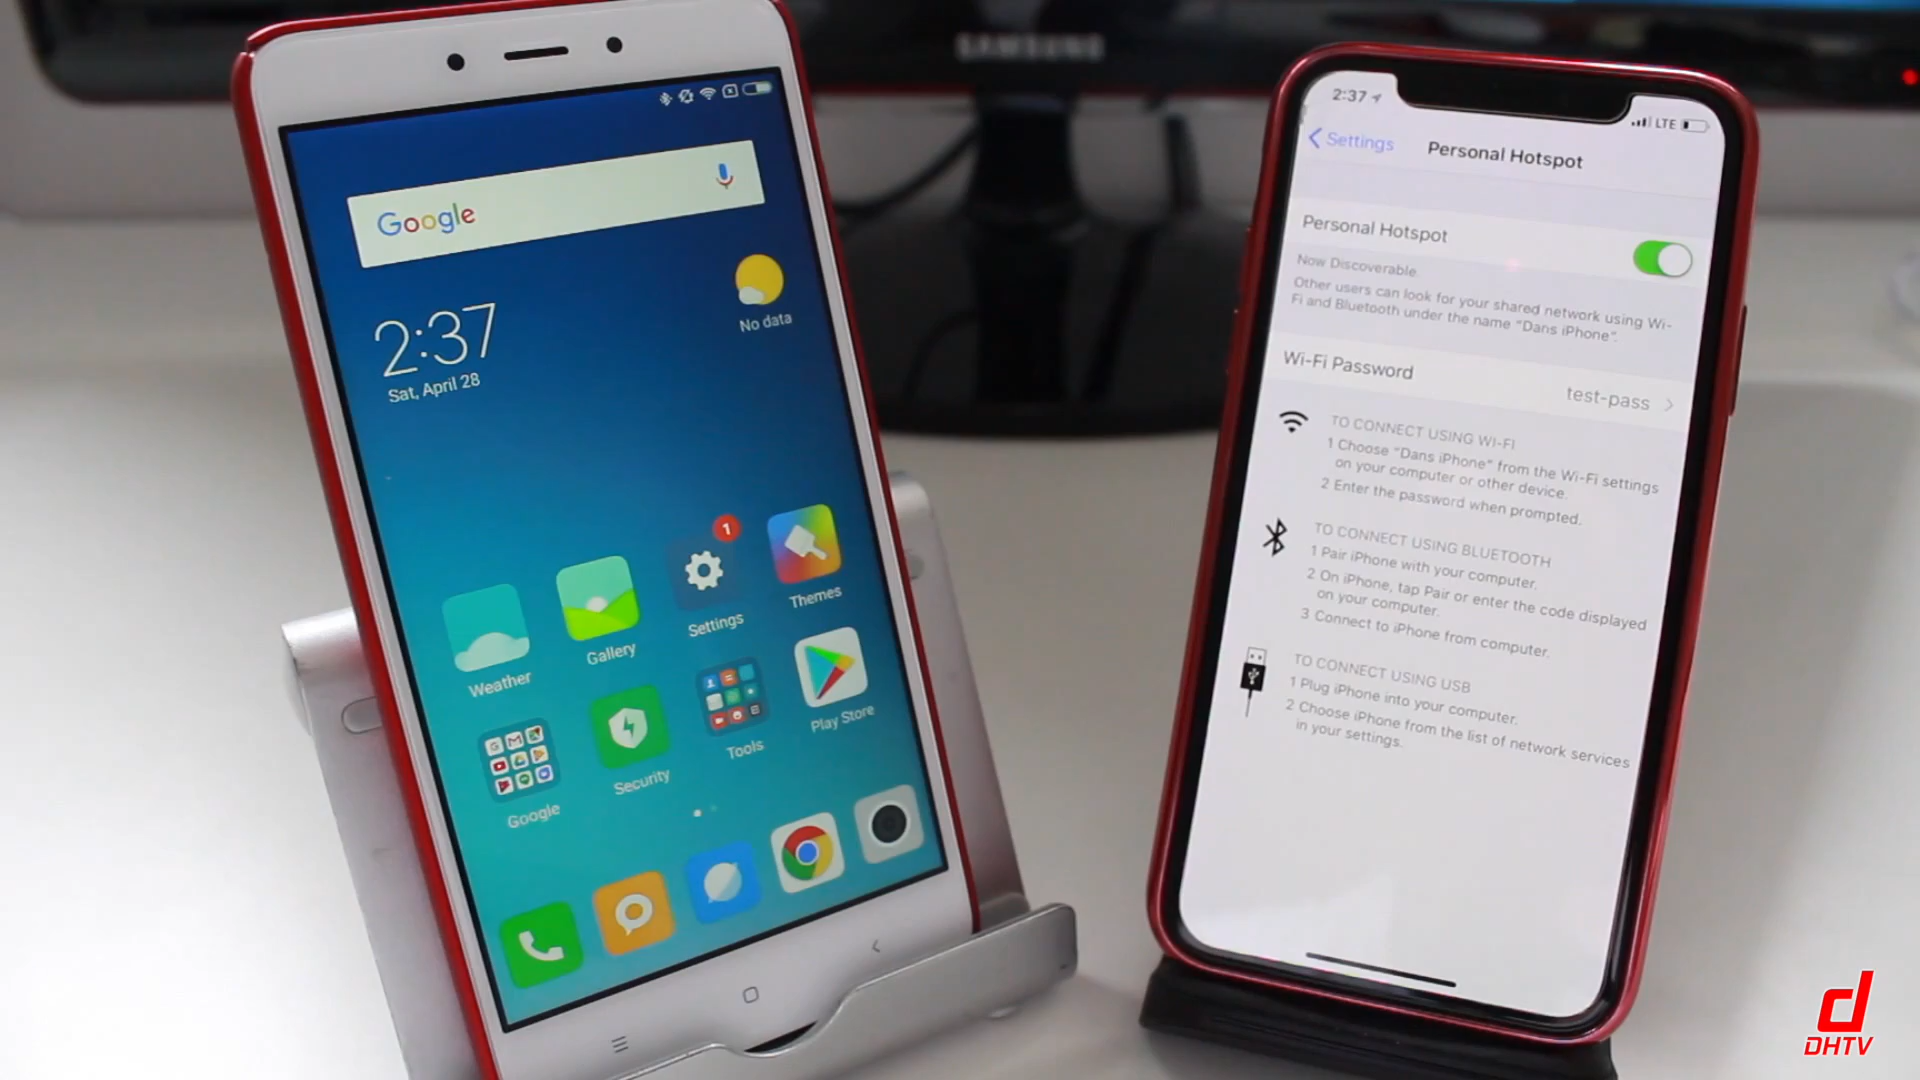 SAMSUNG
Google
2:37
Sat, April 28
No data
1
Weather
Gallery
Settings
Themes
Google
Security
Tools
Play Store
2:37
LTE
Settings
Personal Hotspot
Personal Hotspot
Now Discoverable.
Other users can look for your shared network using Wi-
Fi and Bluetooth under the name "Dans iPhone".
Wi-Fi Password
test-pass
TO CONNECT USING WI-FI
1 Choose "Dans iPhone" from the Wi-Fi settings
on your computer or other device.
2 Enter the password when prompted.
TO CONNECT USING BLUETOOTH
1 Pair iPhone with your computer.
2 On iPhone, tap Pair or enter the code displayed
on your computer.
3 Connect to iPhone from computer.
TO CONNECT USING USB
1 Plug iPhone into your computer.
2 Choose iPhone from the list of network services
in your settings.
d
DHTV